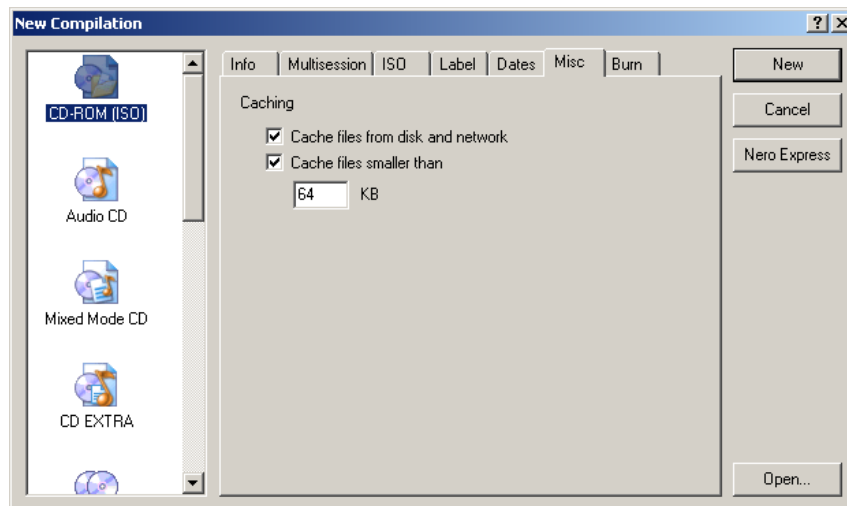 New Compilation
CD-ROM (ISO)
Audio CD
Mixed Mode CD
CD EXTRA
Info Multisession ISO Label Dates Misc Burn
Caching
Cache files from disk and network
Cache files smaller than
64 KB
New
Cancel
Nero Express
Open...